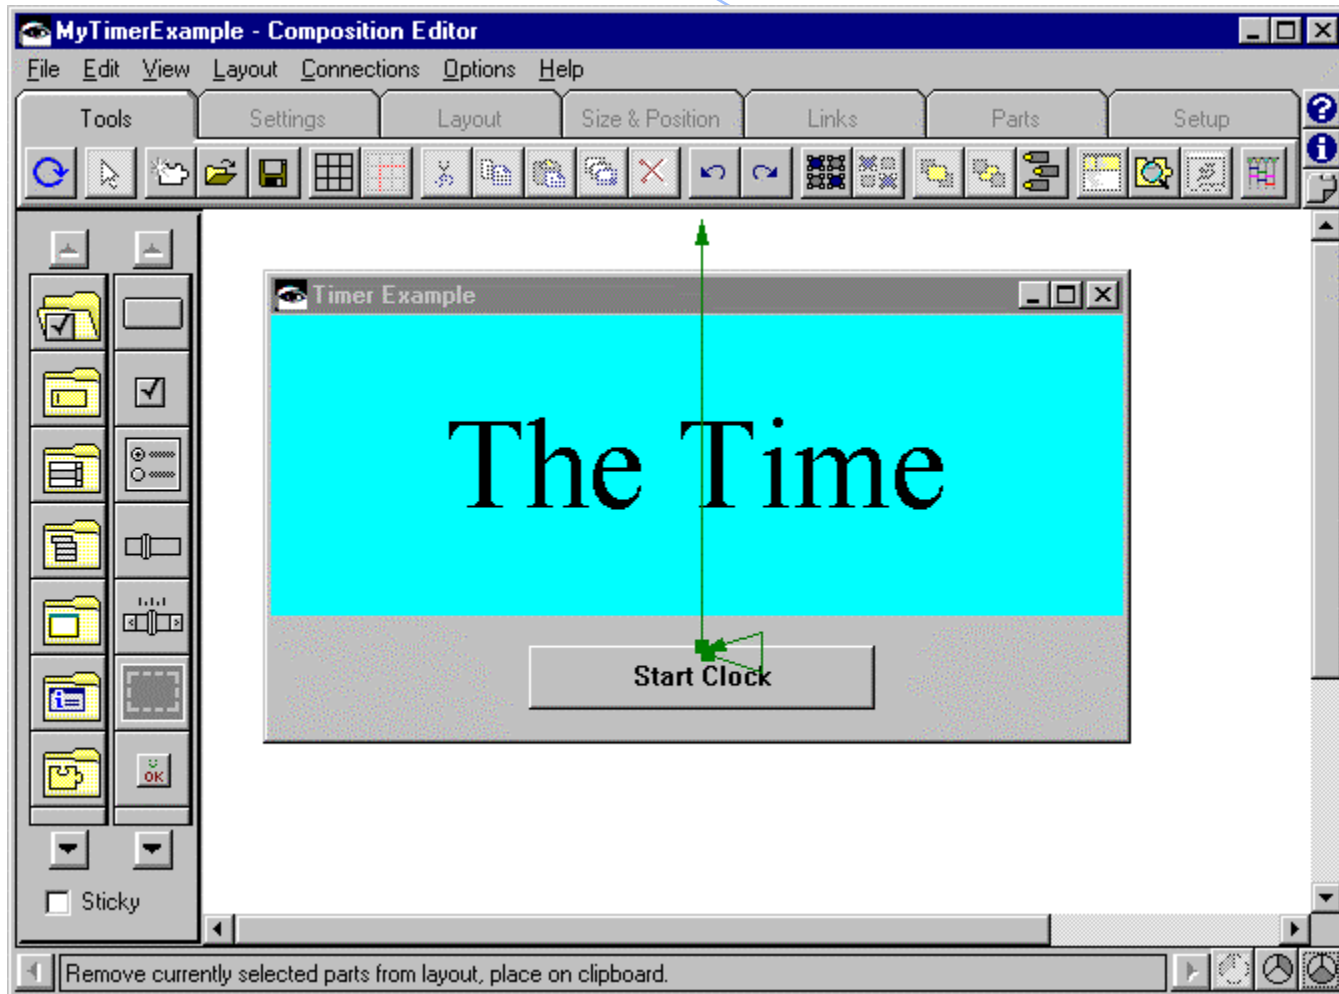 MyTimerExample - Composition Editor
File Edit View Layout Connections Options Help
Tools Settings Layout Size & Position Links Parts Setup
Timer Example
The Time
Start Clock
OK
Sticky
Remove currently selected parts from layout, place on clipboard.